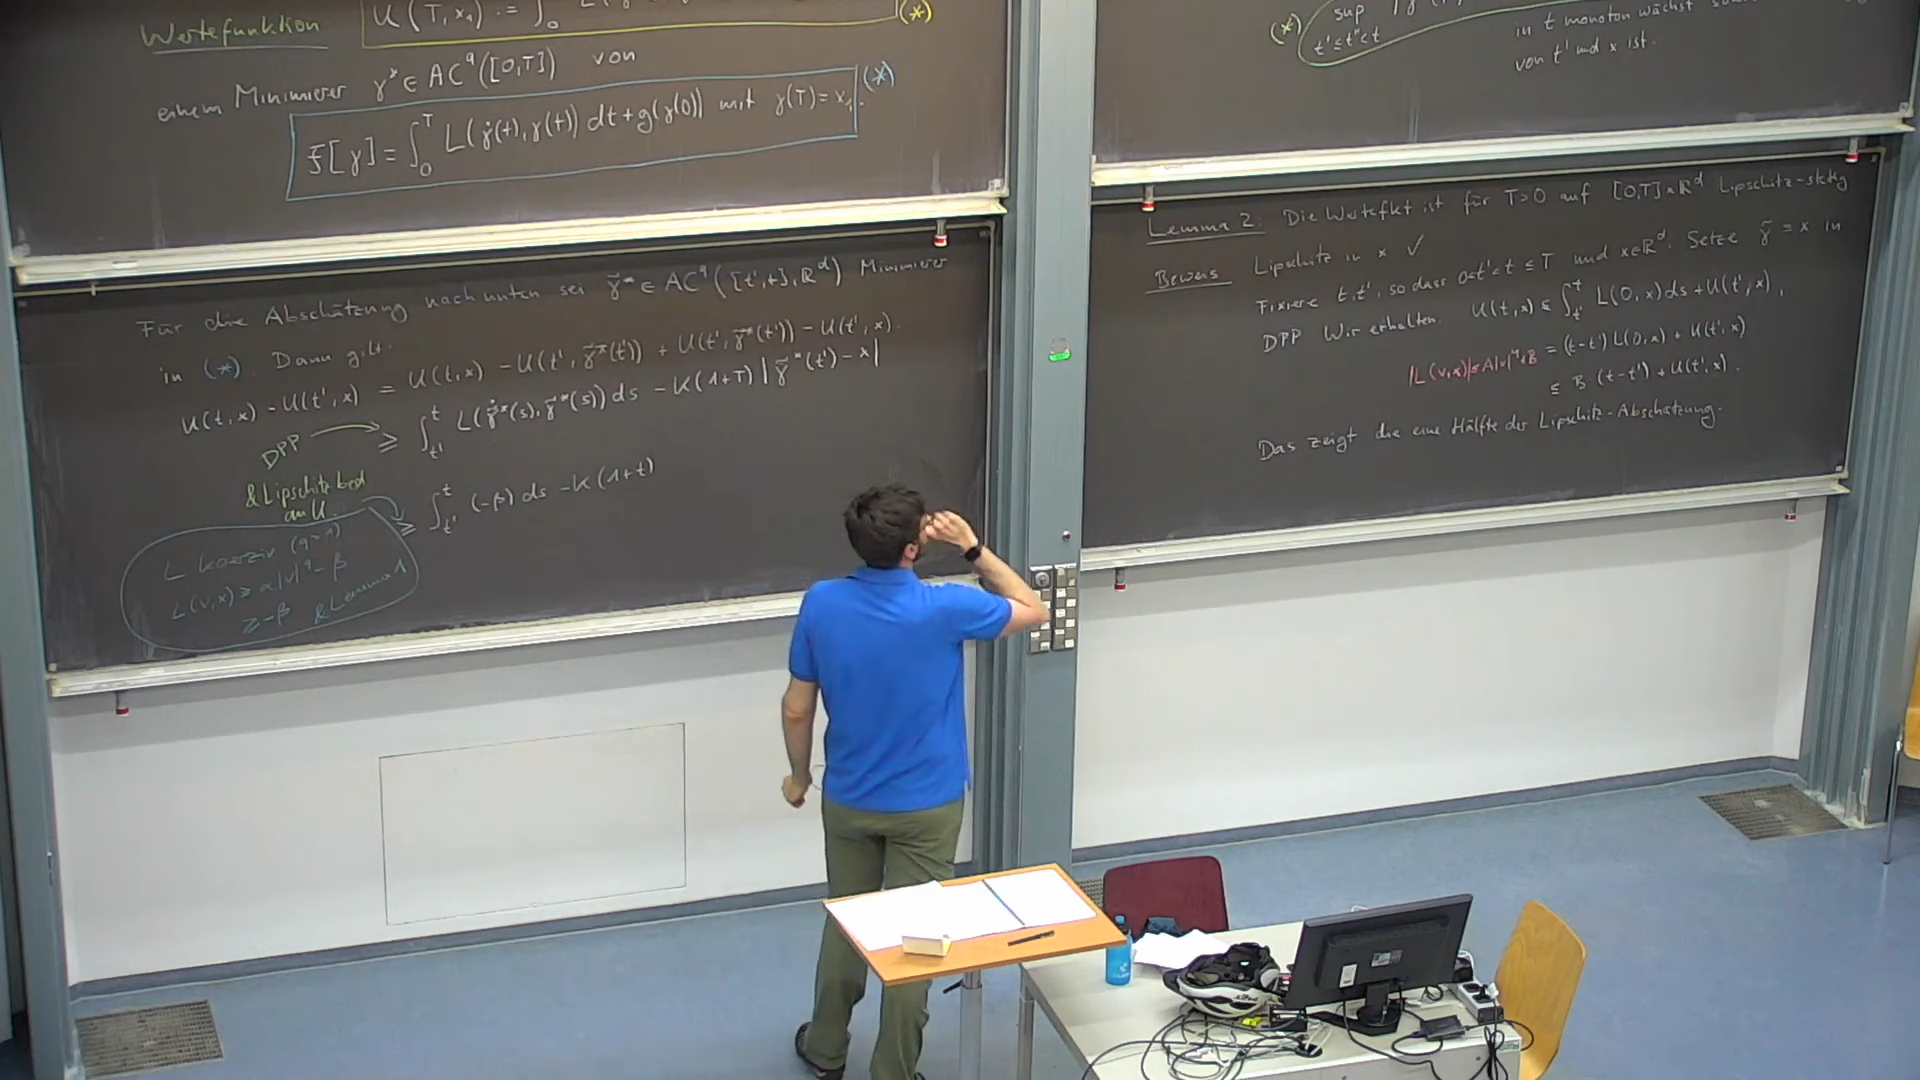 Wertefunktion U(T,x₁) := ∫₀ (*)
einem Minimierer γ* ∈ AC^q([0,T]) von
F[γ] = ∫₀^T L(γ̇(t),γ(t)) dt + g(γ(0)) mit γ(T) = x₁. (*)
Für die Abschätzung nach unten sei γ̃* ∈ AC^q([t',t],ℝ^d) Minimierer
in (*). Dann gilt.
U(t,x) - U(t',x) = U(t,x) - U(t',γ̃*(t')) + U(t',γ̃*(t')) - U(t',x).
DPP ≥ ∫_{t'}^t L(γ̃̇*(s),γ̃*(s)) ds - K(1+T)|γ̃*(t') - x|
& Lipschitz bed
an U.
≥ ∫_{t'}^t (-β) ds - K(1+t)
L koerziv (q>1)
L(v,x) ≥ α|v|^q - β
≥ -β & Lemma 1
(*) sup
t'≤t''<t
in t monoton wächst
von t' und x ist.
Lemma 2: Die Wertefkt ist für T>0 auf [0,T]×ℝ^d Lipschitz-stetig
Beweis Lipschitz in x ✓
Fixiere t,t', so dass 0≤t'<t≤T und x∈ℝ^d. Setze γ̃ = x in
DPP Wir erhalten. U(t,x) ≤ ∫_{t'}^t L(0,x) ds + U(t',x),
|L(v,x)| ≤ A|v|^q+B = (t-t') L(0,x) + U(t',x)
≤ B (t-t') + U(t',x).
Das zeigt die eine Hälfte der Lipschitz-Abschätzung.